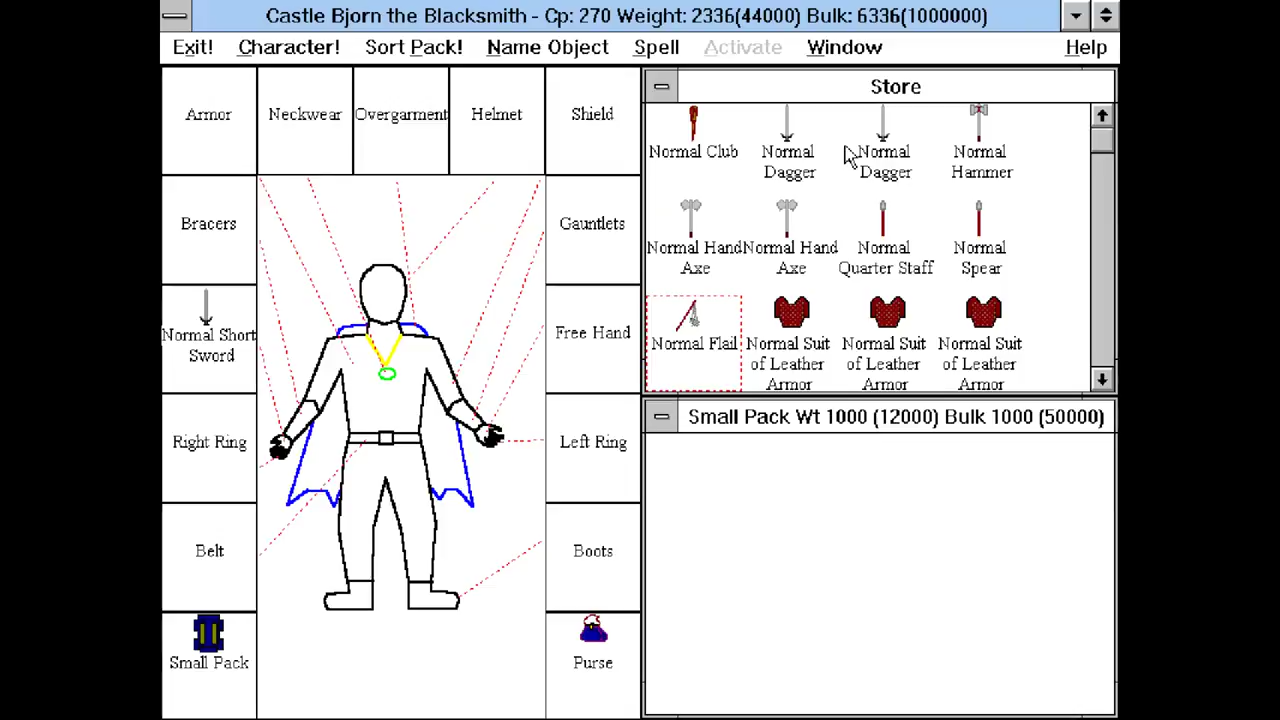 Castle Bjorn the Blacksmith - Cp: 270 Weight: 2336(44000) Bulk: 6336(1000000)
Exit! Character! Sort Pack! Name Object Spell Activate Window Help
Armor Neckwear Overgarment Helmet Shield
Bracers
Gauntlets
Normal Short
Sword
Free Hand
Right Ring
Left Ring
Belt
Boots
Small Pack
Purse
Store
Normal Club Normal Normal Normal
Dagger Dagger Hammer
Normal Hand Normal Hand Normal Normal
Axe Axe Quarter Staff Spear
Normal Flail Normal Suit Normal Suit Normal Suit
of Leather of Leather of Leather
Armor Armor Armor
Small Pack Wt 1000 (12000) Bulk 1000 (50000)